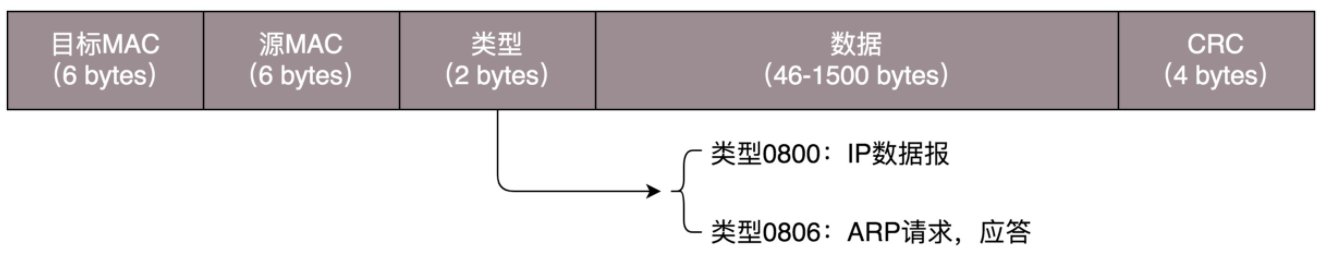 目标MAC
(6 bytes)
源MAC
(6 bytes)
类型
(2 bytes)
数据
(46-1500 bytes)
CRC
(4 bytes)
类型0800：IP数据报
类型0806：ARP请求，应答